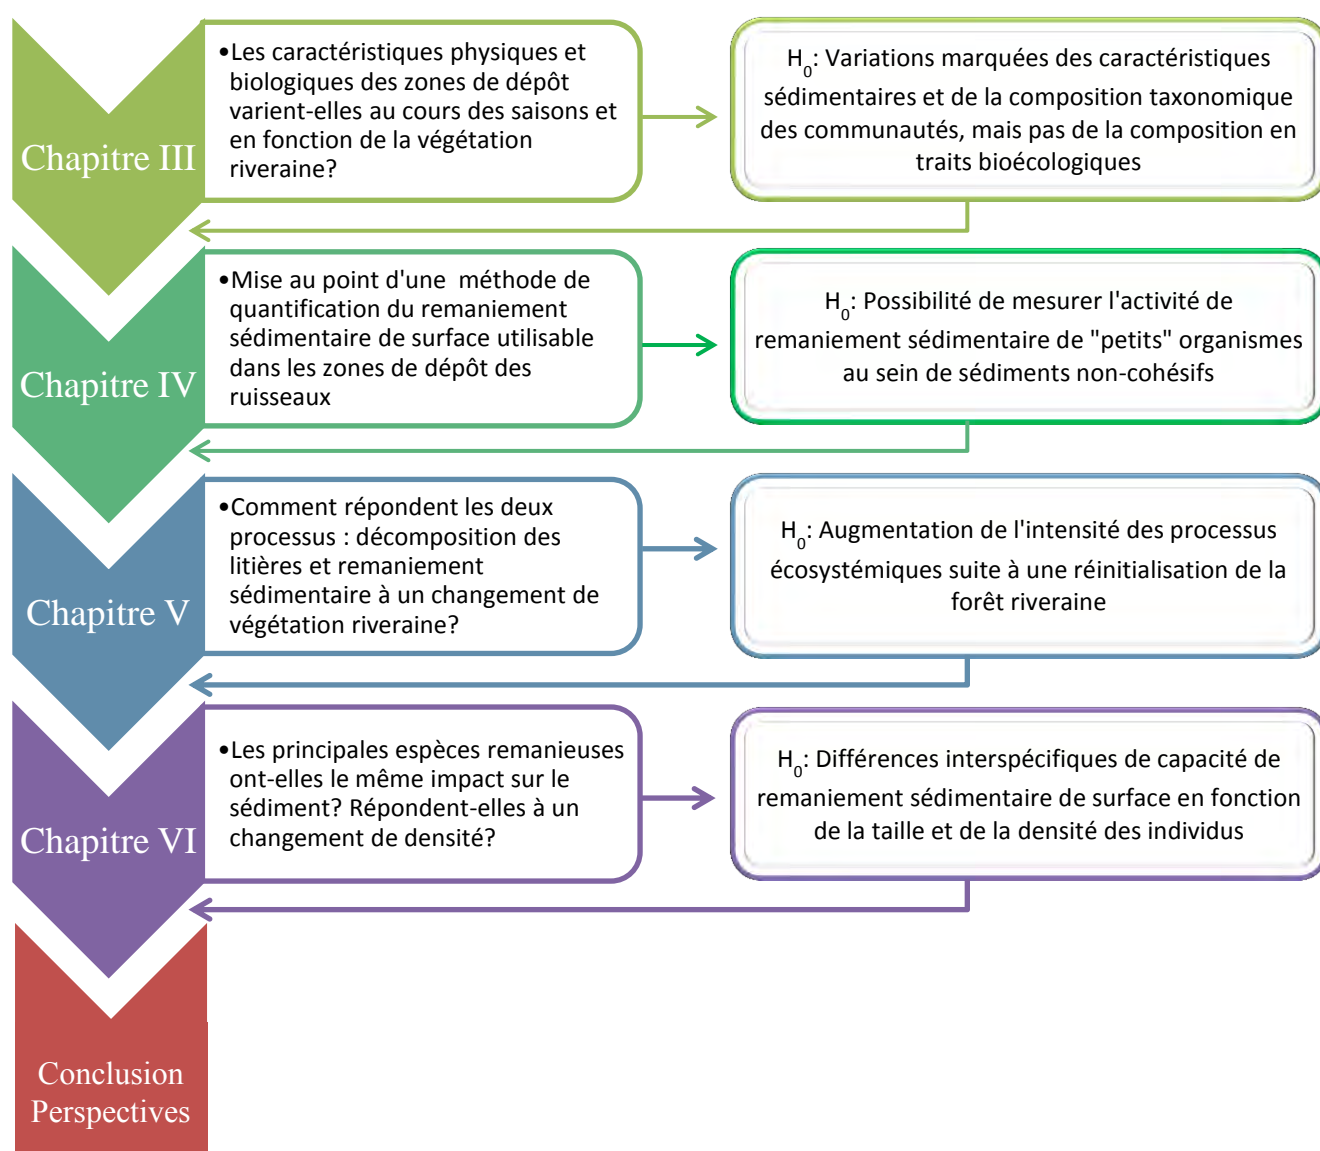 Chapitre III
•Les caractéristiques physiques et
biologiques des zones de dépôt
varient-elles au cours des saisons et
en fonction de la végétation
riveraine?
H0: Variations marquées des caractéristiques
sédimentaires et de la composition taxonomique
des communautés, mais pas de la composition en
traits bioécologiques
Chapitre IV
•Mise au point d'une  méthode de
quantification du remaniement
sédimentaire de surface utilisable
dans les zones de dépôt des
ruisseaux
H0: Possibilité de mesurer l'activité de
remaniement sédimentaire de "petits" organismes
au sein de sédiments non-cohésifs
Chapitre V
•Comment répondent les deux
processus : décomposition des
litières et remaniement
sédimentaire à un changement de
végétation riveraine?
H0: Augmentation de l'intensité des processus
écosystémiques suite à une réinitialisation de la
forêt riveraine
Chapitre VI
•Les principales espèces remanieuses
ont-elles le même impact sur le
sédiment? Répondent-elles à un
changement de densité?
H0: Différences interspécifiques de capacité de
remaniement sédimentaire de surface en fonction
de la taille et de la densité des individus
Conclusion
Perspectives